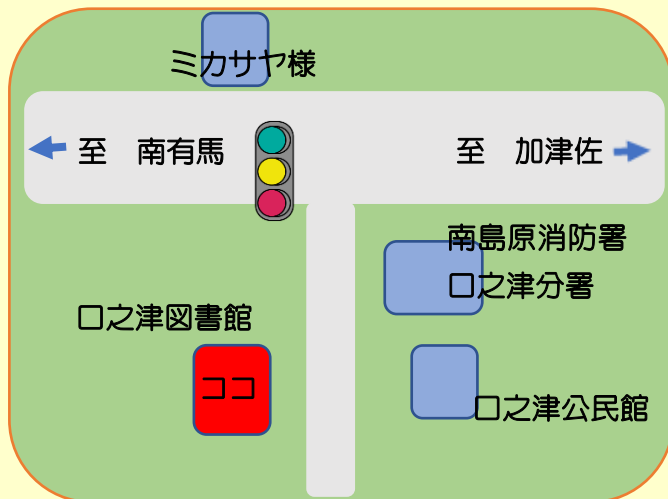 ミカサヤ様
至　南有馬
至　加津佐
南島原消防署
口之津分署
口之津図書館
ココ
口之津公民館